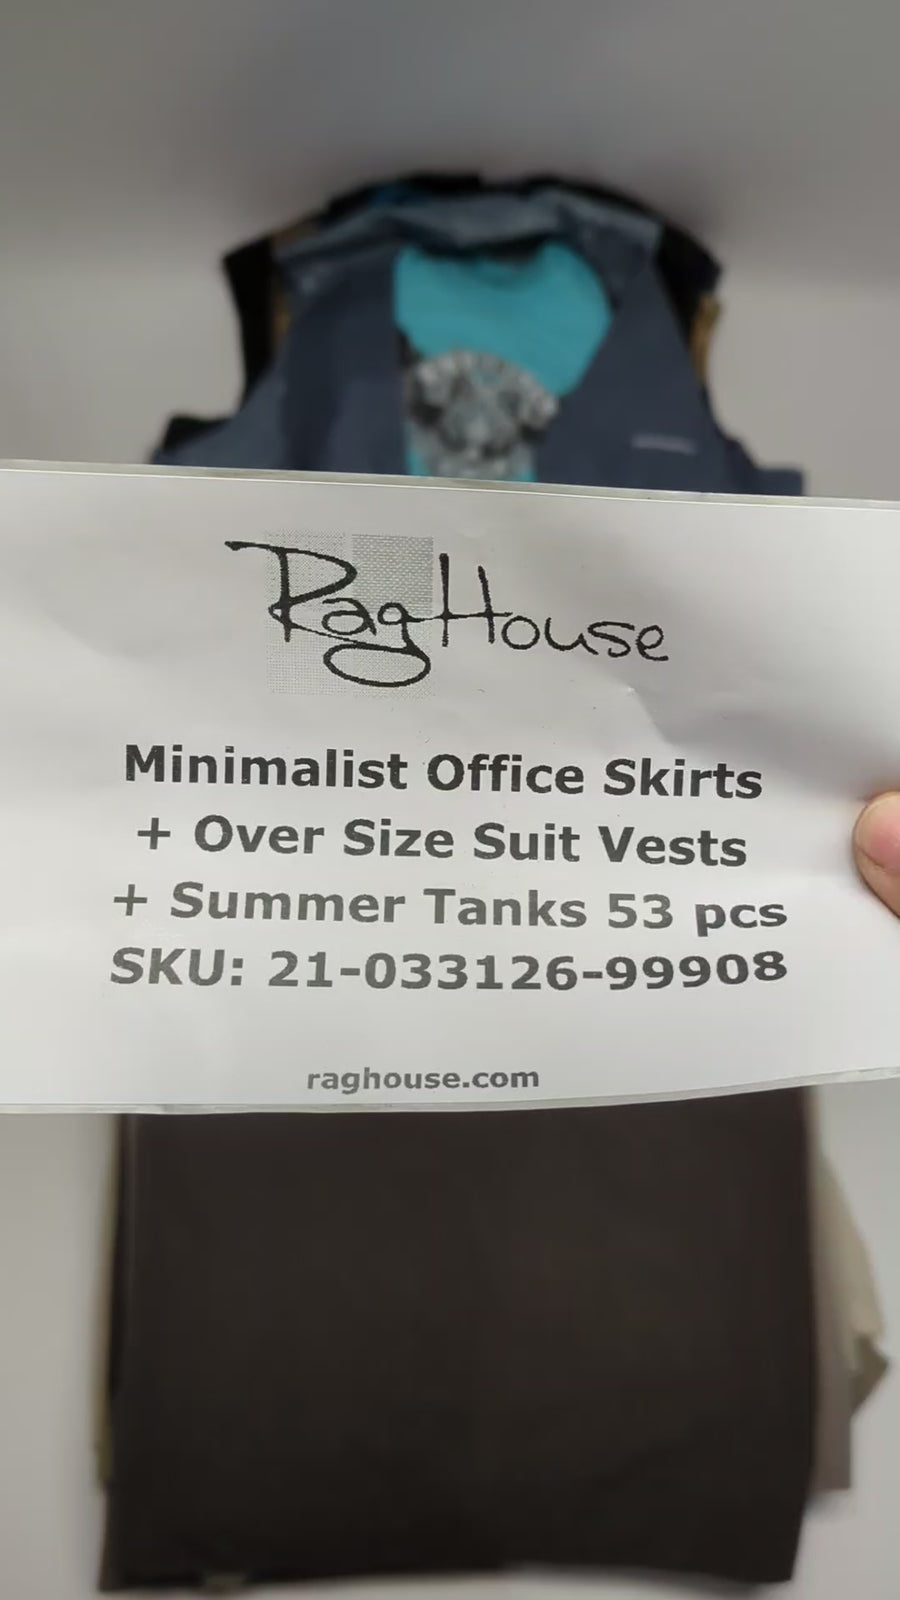 RagHouse
Minimalist Office Skirts
+ Over Size Suit Vests
+ Summer Tanks 53 pcs
SKU: 21-033126-99908
raghouse.com